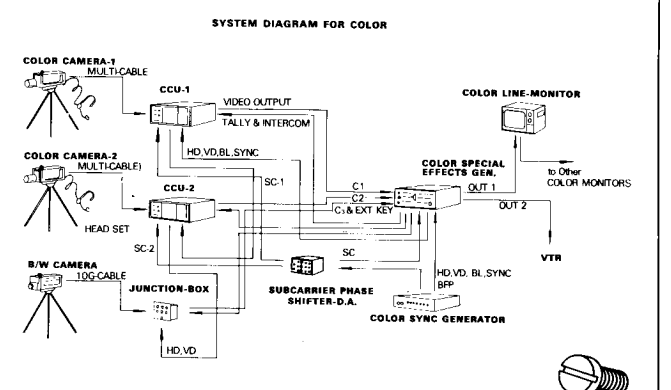 SYSTEM DIAGRAM FOR COLOR
COLOR CAMERA-1
MULTI-CABLE
CCU-1
VIDEO OUTPUT
TALLY & INTERCOM
COLOR LINE-MONITOR
HD,VD,BL,SYNC
COLOR CAMERA-2
MULTI-CABLE)
CCU-2
SC-1
COLOR SPECIAL
EFFECTS GEN.
to Other
COLOR MONITORS
C1
C2
C3 & EXT KEY
OUT 1
OUT 2
HEAD SET
SC-2
SC
VTR
B/W CAMERA
10G-CABLE
JUNCTION-BOX
SUBCARRIER PHASE
SHIFTER-D.A.
HD,VD, BL,SYNC
BPP
COLOR SYNC GENERATOR
HD,VD